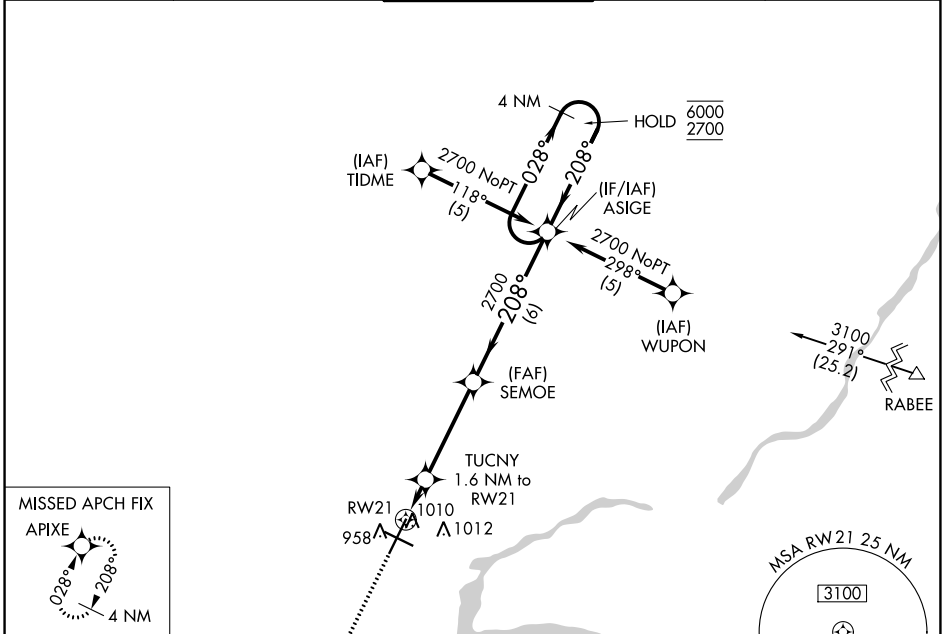 4 NM
HOLD
6000
2700
028°
208°
(IAF)
TIDME
2700 NoPT
118°
(5)
(IF/IAF)
ASIGE
2700 NoPT
298°
(5)
(IAF)
WUPON
2700
208°
(6)
3100
291°
(25.2)
RABEE
(FAF)
SEMOE
TUCNY
1.6 NM to
RW21
RW21
1010
958
1012
MISSED APCH FIX
APIXE
028°
208°
4 NM
MSA RW21 25 NM
3100